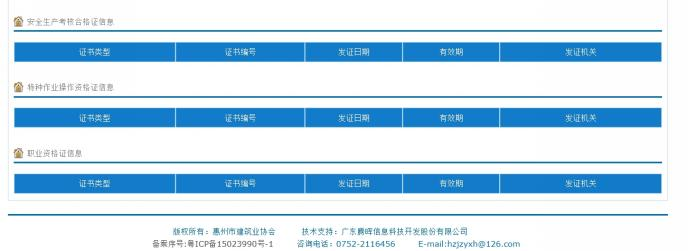 安全生产考核合格证信息
证书类型 证书编号 发证日期 有效期 发证机关
特种作业操作资格证信息
证书类型 证书编号 发证日期 有效期 发证机关
职业资格证信息
证书类型 证书编号 发证日期 有效期 发证机关
版权所有：惠州市建筑业协会 技术支持：广东腾晖信息科技开发股份有限公司
备案序号:粤ICP备15023990号-1 咨询电话：0752-2116456 E-mail:hzjzyxh@126.com